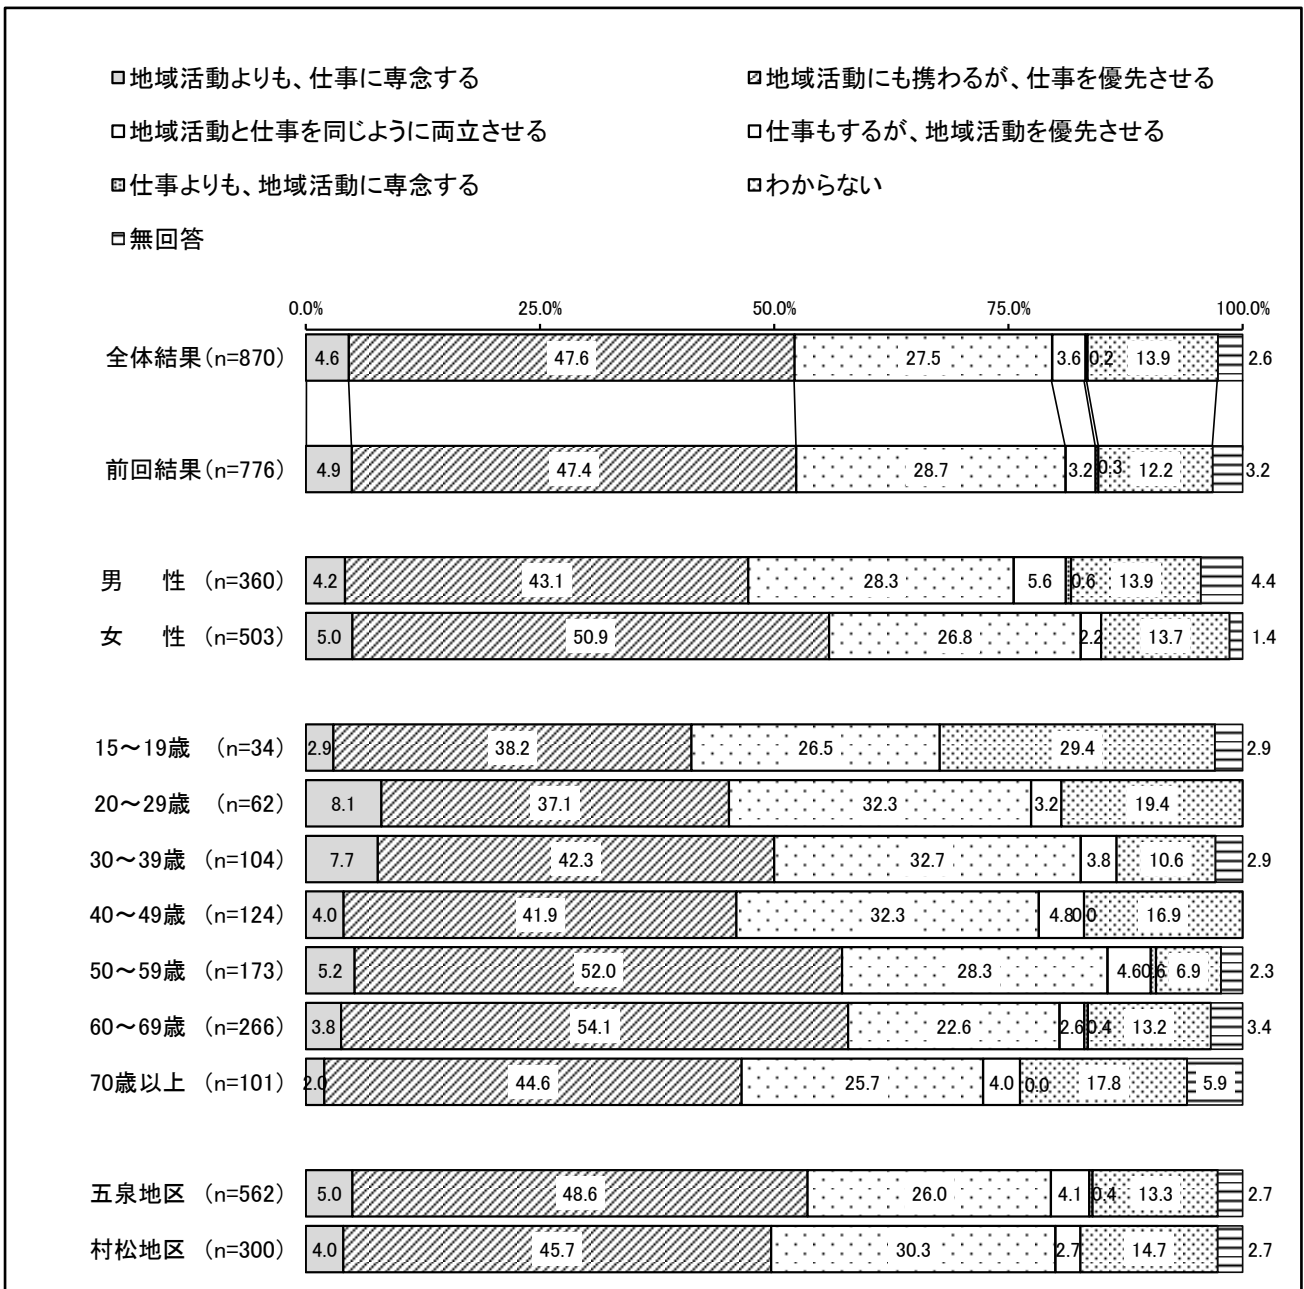 地域活動よりも、仕事に専念する 地域活動にも携わるが、仕事を優先させる
地域活動と仕事を同じように両立させる 仕事もするが、地域活動を優先させる
仕事よりも、地域活動に専念する わからない
無回答
0.0% 25.0% 50.0% 75.0% 100.0%
全体結果(n=870) 4.6 47.6 27.5 3.6 0.2 13.9 2.6
前回結果(n=776) 4.9 47.4 28.7 3.2 0.3 12.2 3.2
男 性 (n=360) 4.2 43.1 28.3 5.6 0.6 13.9 4.4
女 性 (n=503) 5.0 50.9 26.8 2.2 13.7 1.4
15~19歳 (n=34) 2.9 38.2 26.5 29.4 2.9
20~29歳 (n=62) 8.1 37.1 32.3 3.2 19.4
30~39歳 (n=104) 7.7 42.3 32.7 3.8 10.6 2.9
40~49歳 (n=124) 4.0 41.9 32.3 4.8 0.0 16.9
50~59歳 (n=173) 5.2 52.0 28.3 4.6 0.6 6.9 2.3
60~69歳 (n=266) 3.8 54.1 22.6 2.6 0.4 13.2 3.4
70歳以上 (n=101) 2.0 44.6 25.7 4.0 0.0 17.8 5.9
五泉地区 (n=562) 5.0 48.6 26.0 4.1 0.4 13.3 2.7
村松地区 (n=300) 4.0 45.7 30.3 2.7 14.7 2.7